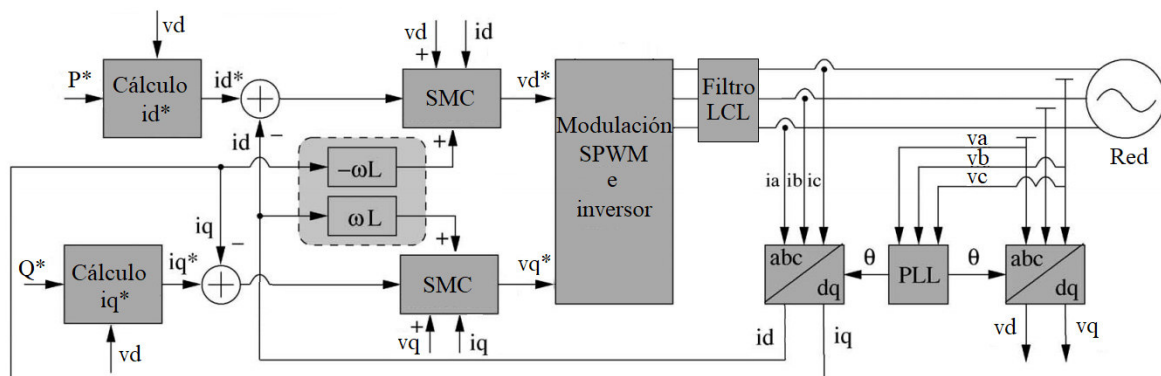 vd
P*
Cálculo
id*
id*
id
−
vd
id
+
SMC
+
vd*
−ωL
ωL
iq
−
Q*
Cálculo
iq*
iq*
vd
+
SMC
+
vq
iq
vq*
Modulación
SPWM
e
inversor
Filtro
LCL
Red
va
vb
vc
ia
ib
ic
abc
dq
θ
PLL
θ
abc
dq
id
iq
vd
vq